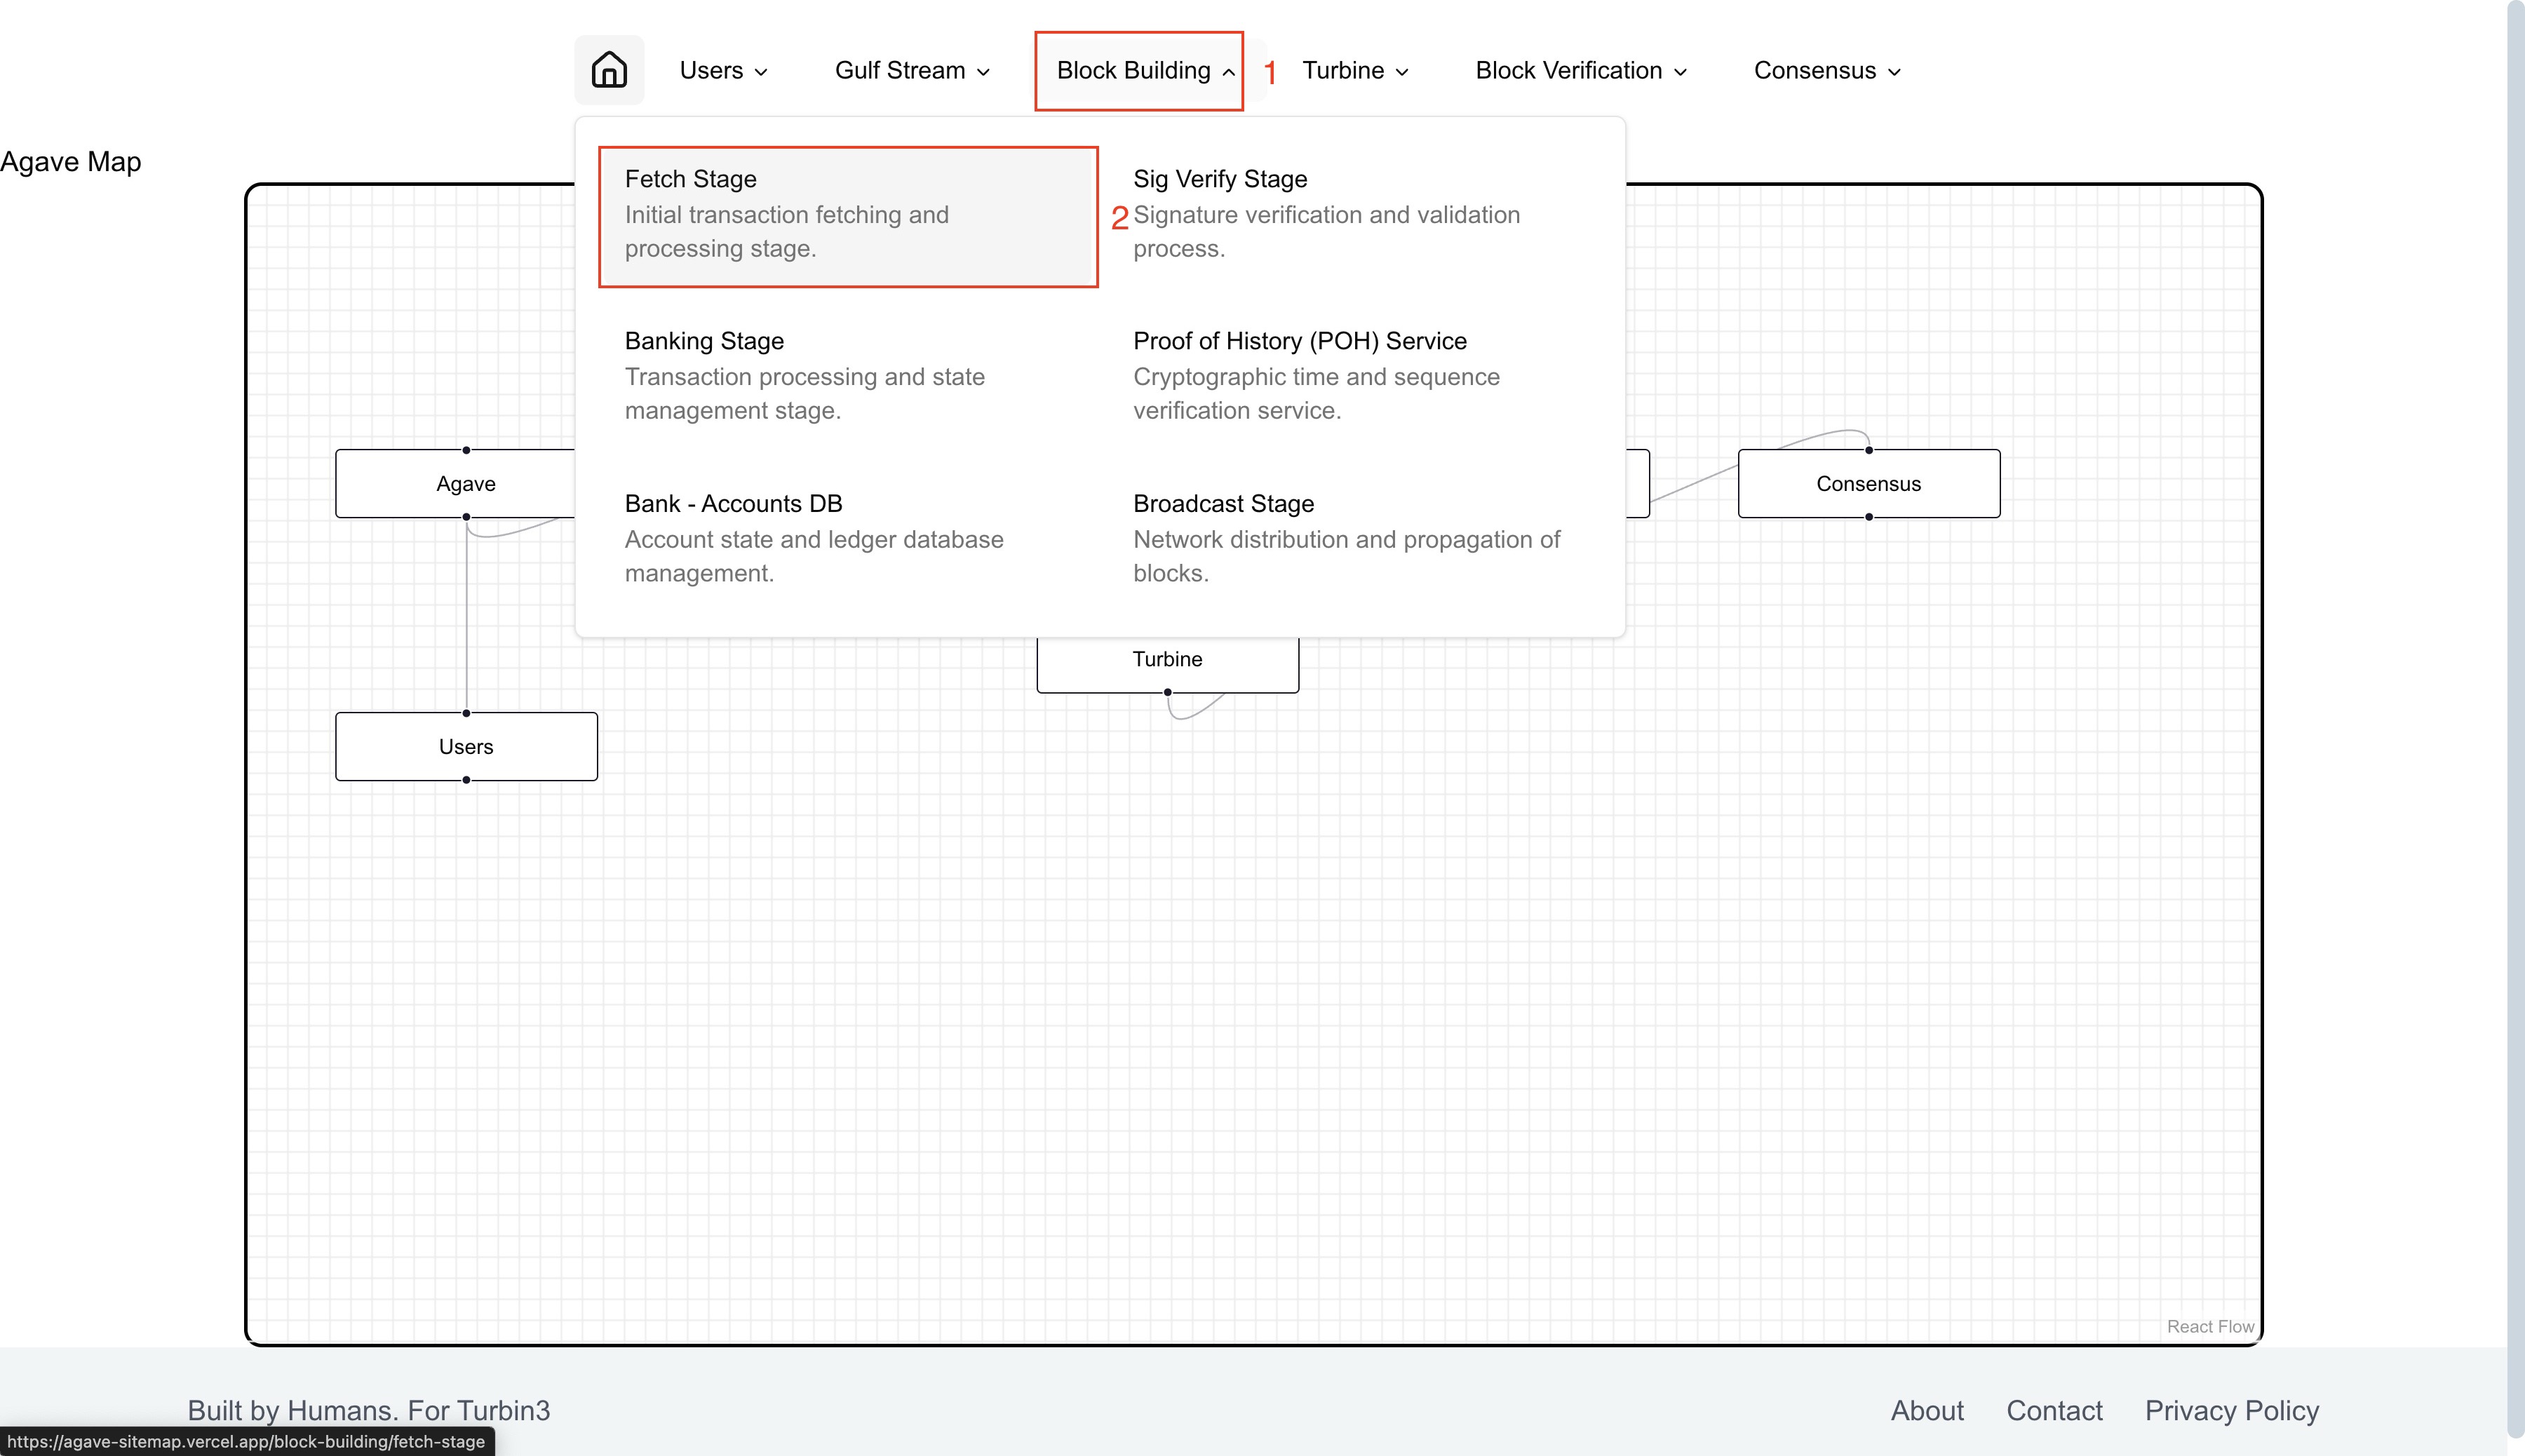 Users
Gulf Stream
Block Building
1
Turbine
Block Verification
Consensus
Agave Map
Fetch Stage
Initial transaction fetching and
processing stage.
2
Sig Verify Stage
Signature verification and validation
process.
Banking Stage
Transaction processing and state
management stage.
Proof of History (POH) Service
Cryptographic time and sequence
verification service.
Bank - Accounts DB
Account state and ledger database
management.
Broadcast Stage
Network distribution and propagation of
blocks.
Agave
Consensus
Turbine
Users
React Flow
Built by Humans. For Turbin3
About
Contact
Privacy Policy
https://agave-sitemap.vercel.app/block-building/fetch-stage